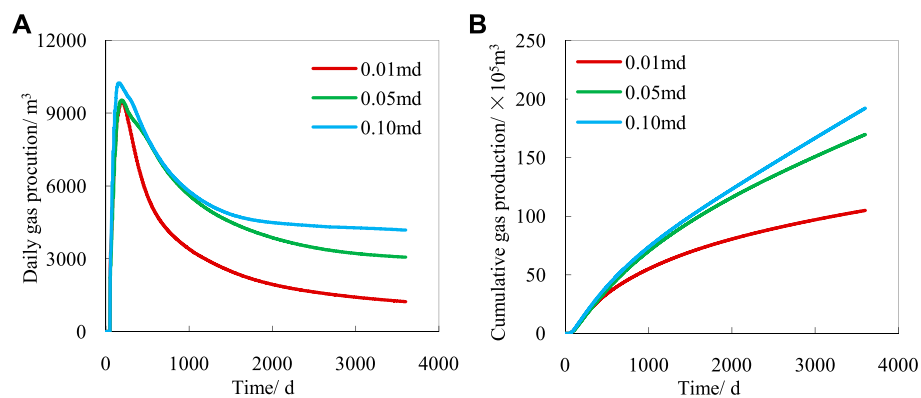 A
Daily gas procution/ m³
12000
9000
6000
3000
0
0.01md
0.05md
0.10md
0 1000 2000 3000 4000
Time/ d
B
Cumulative gas production/ ×10⁵m³
250
200
150
100
50
0
0.01md
0.05md
0.10md
0 1000 2000 3000 4000
Time/ d